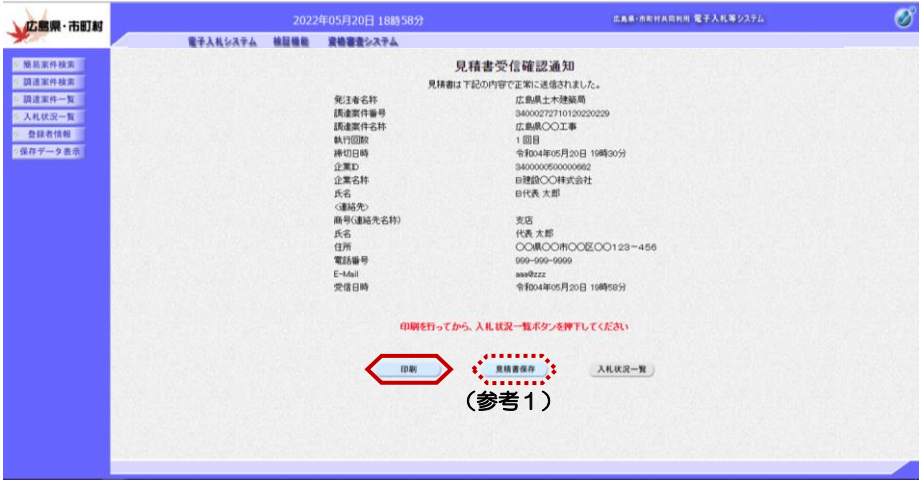 広島県・市町村
2022年05月20日 18時58分
広島県・市町村共同利用 電子入札等システム
電子入札システム 検証機能 資格審査システム
簡易案件検索
調達案件検索
調達案件一覧
入札状況一覧
登録者情報
保存データ表示
見積書受信確認通知
見積書は下記の内容で正常に送信されました。
発注者名称 広島県土木建築局
調達案件番号 34000272710120220229
調達案件名称 広島県〇〇工事
執行回数 1回目
締切日時 令和04年05月20日 19時30分
企業ID 3400000500000662
企業名称 B建設〇〇株式会社
氏名 B代表 太郎
<連絡先>
商号(連絡先名称) 支店
氏名 代表 太郎
住所 〇〇県〇〇市〇〇区〇〇123-456
電話番号 999-999-9999
E-Mail aaa@zzz
受信日時 令和04年05月20日 19時58分
印刷を行ってから、入札状況一覧ボタンを押下してください
印刷 見積書保存 入札状況一覧
(参考1)